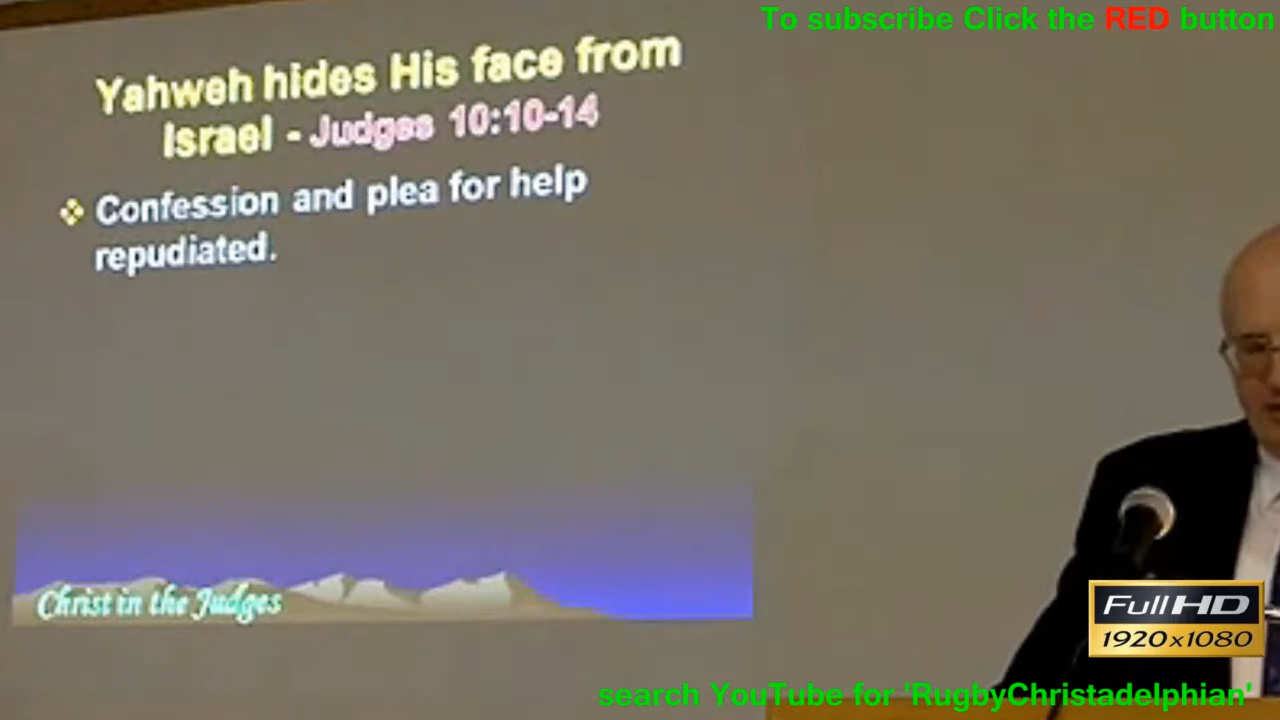 To subscribe Click the RED button
Yahweh hides His face from
Israel - Judges 10:10-14
Confession and plea for help
repudiated.
Christ in the Judges
Full HD
1920x1080
search YouTube for 'RugbyChristadelphian'